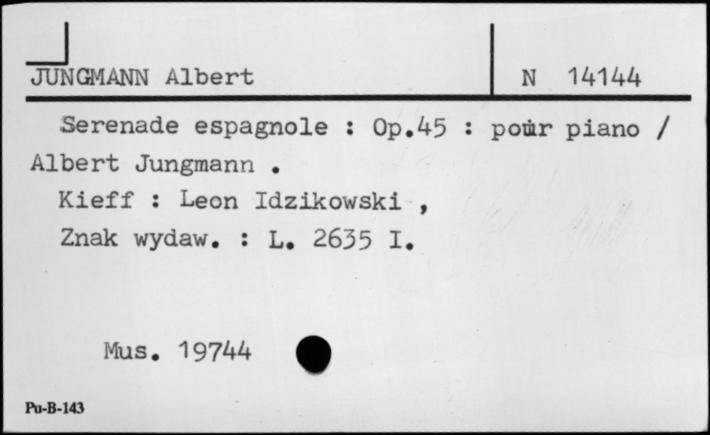 JUNGMANN Albert
N 14144
Serenade espagnole : Op.45 : pour piano /
Albert Jungmann .
Kieff : Leon Idzikowski ,
Znak wydaw. : L. 2635 I.
Mus. 19744
Pu-B-143